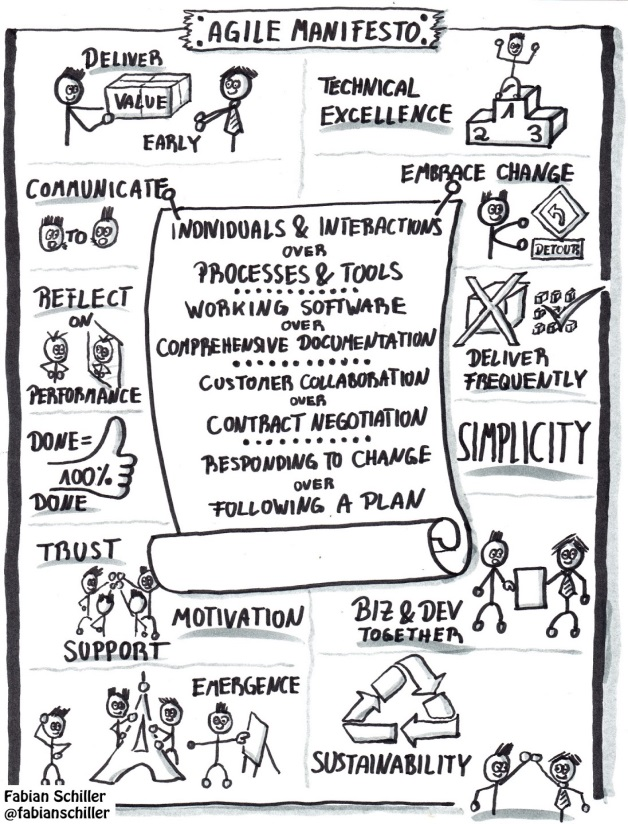 AGILE MANIFESTO
DELIVER
VALUE
EARLY
TECHNICAL
EXCELLENCE
1
2
3
COMMUNICATE
TO
EMBRACE CHANGE
DETOUR
INDIVIDUALS & INTERACTIONS
OVER
PROCESSES & TOOLS
WORKING SOFTWARE
OVER
COMPREHENSIVE DOCUMENTATION
CUSTOMER COLLABORATION
OVER
CONTRACT NEGOTIATION
RESPONDING TO CHANGE
OVER
FOLLOWING A PLAN
REFLECT
ON
PERFORMANCE
DELIVER
FREQUENTLY
DONE =
100%
DONE
SIMPLICITY
TRUST
SUPPORT
MOTIVATION
BIZ & DEV
TOGETHER
EMERGENCE
SUSTAINABILITY
Fabian Schiller
@fabianschiller